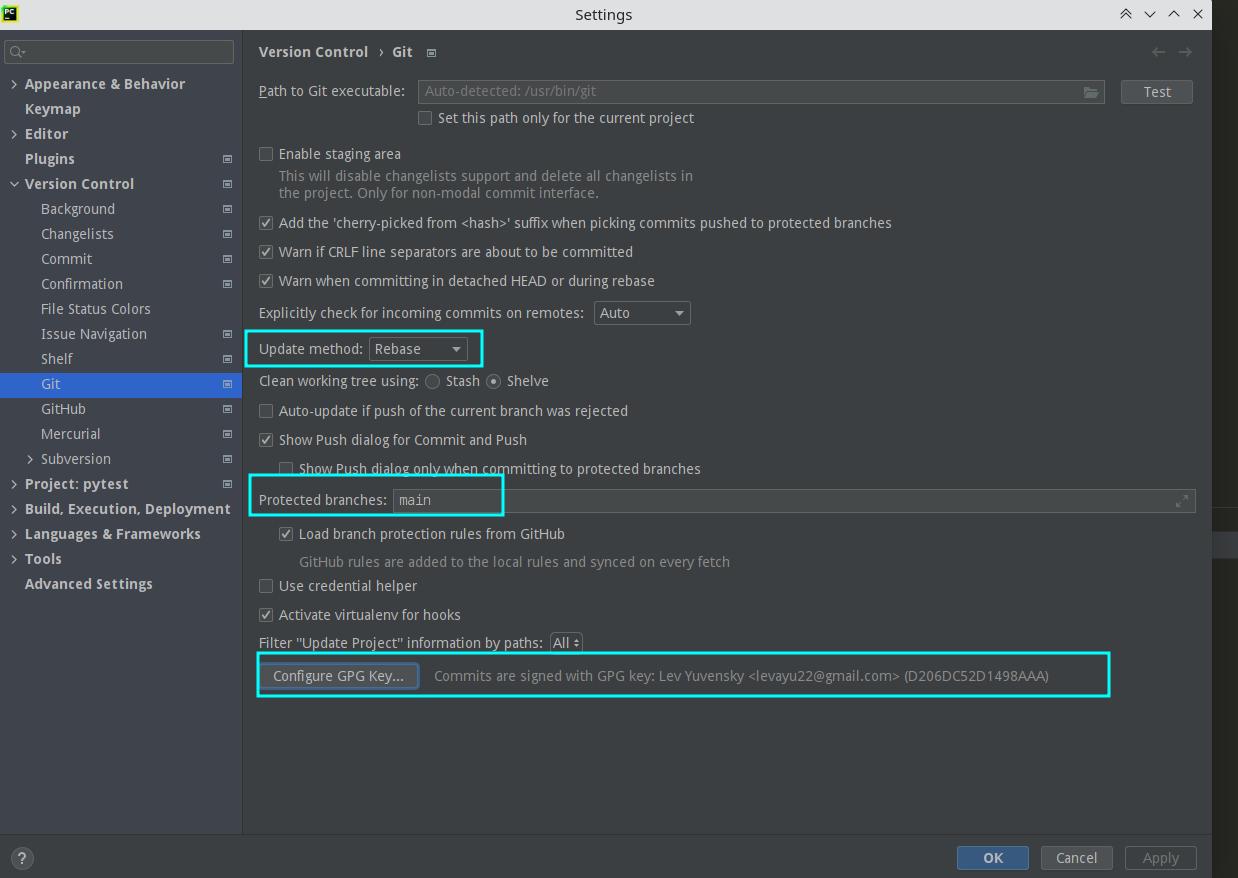 PC
Settings
Appearance & Behavior
Keymap
Editor
Plugins
Version Control
Background
Changelists
Commit
Confirmation
File Status Colors
Issue Navigation
Shelf
Git
GitHub
Mercurial
Subversion
Project: pytest
Build, Execution, Deployment
Languages & Frameworks
Tools
Advanced Settings
Version Control › Git
Path to Git executable: Auto-detected: /usr/bin/git Test
Set this path only for the current project
Enable staging area
This will disable changelists support and delete all changelists in
the project. Only for non-modal commit interface.
Add the 'cherry-picked from <hash>' suffix when picking commits pushed to protected branches
Warn if CRLF line separators are about to be committed
Warn when committing in detached HEAD or during rebase
Explicitly check for incoming commits on remotes: Auto
Update method: Rebase
Clean working tree using: Stash Shelve
Auto-update if push of the current branch was rejected
Show Push dialog for Commit and Push
Show Push dialog only when committing to protected branches
Protected branches: main
Load branch protection rules from GitHub
GitHub rules are added to the local rules and synced on every fetch
Use credential helper
Activate virtualenv for hooks
Filter "Update Project" information by paths: All
Configure GPG Key... Commits are signed with GPG key: Lev Yuvensky <levayu22@gmail.com> (D206DC52D1498AAA)
? OK Cancel Apply